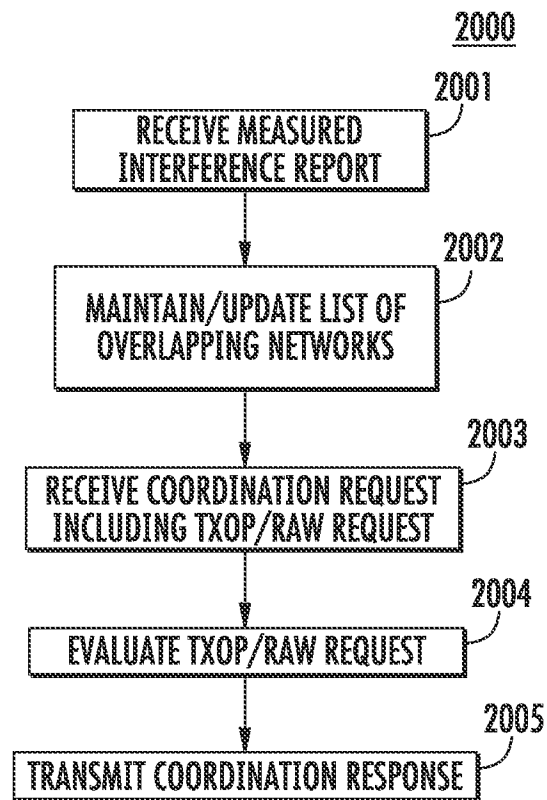 2000
2001
RECEIVE MEASURED
INTERFERENCE REPORT
2002
MAINTAIN/UPDATE LIST OF
OVERLAPPING NETWORKS
2003
RECEIVE COORDINATION REQUEST
INCLUDING TXOP/RAW REQUEST
2004
EVALUATE TXOP/RAW REQUEST
2005
TRANSMIT COORDINATION RESPONSE